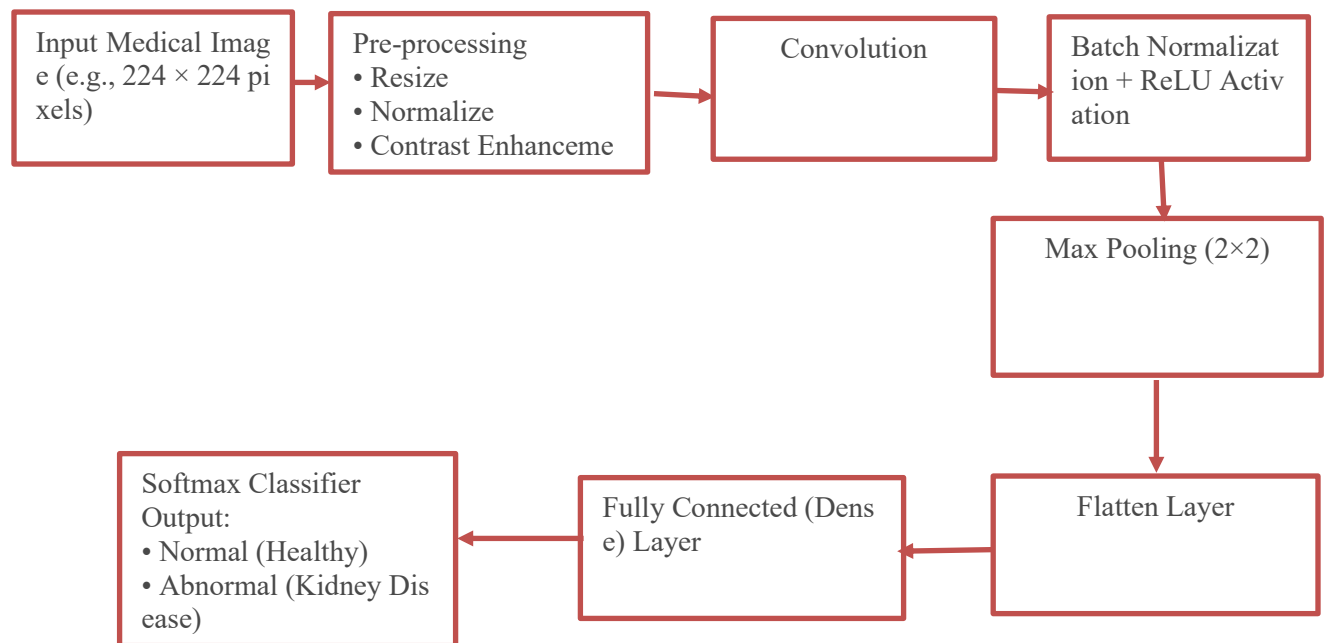 Input Medical Imag
e (e.g., 224 × 224 pi
xels)
Pre-processing
• Resize
• Normalize
• Contrast Enhanceme
Convolution
Batch Normalizat
ion + ReLU Activ
ation
Max Pooling (2×2)
Flatten Layer
Fully Connected (Dens
e) Layer
Softmax Classifier
Output:
• Normal (Healthy)
• Abnormal (Kidney Dis
ease)